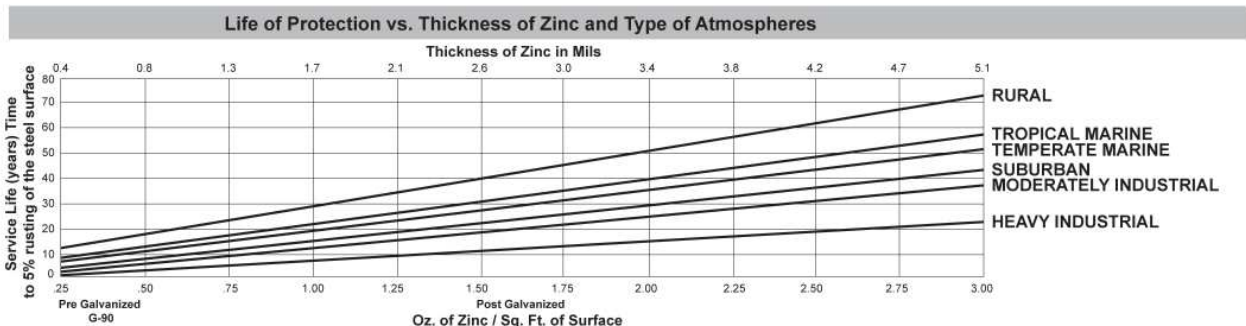 Life of Protection vs. Thickness of Zinc and Type of Atmospheres
Thickness of Zinc in Mils
0.4 0.8 1.3 1.7 2.1 2.6 3.0 3.4 3.8 4.2 4.7 5.1
Service Life (years) Time
to 5% rusting of the steel surface
80
70
60
50
40
30
20
10
0
RURAL
TROPICAL MARINE
TEMPERATE MARINE
SUBURBAN
MODERATELY INDUSTRIAL
HEAVY INDUSTRIAL
.25 .50 .75 1.00 1.25 1.50 1.75 2.00 2.25 2.50 2.75 3.00
Pre Galvanized
G-90
Post Galvanized
Oz. of Zinc / Sq. Ft. of Surface